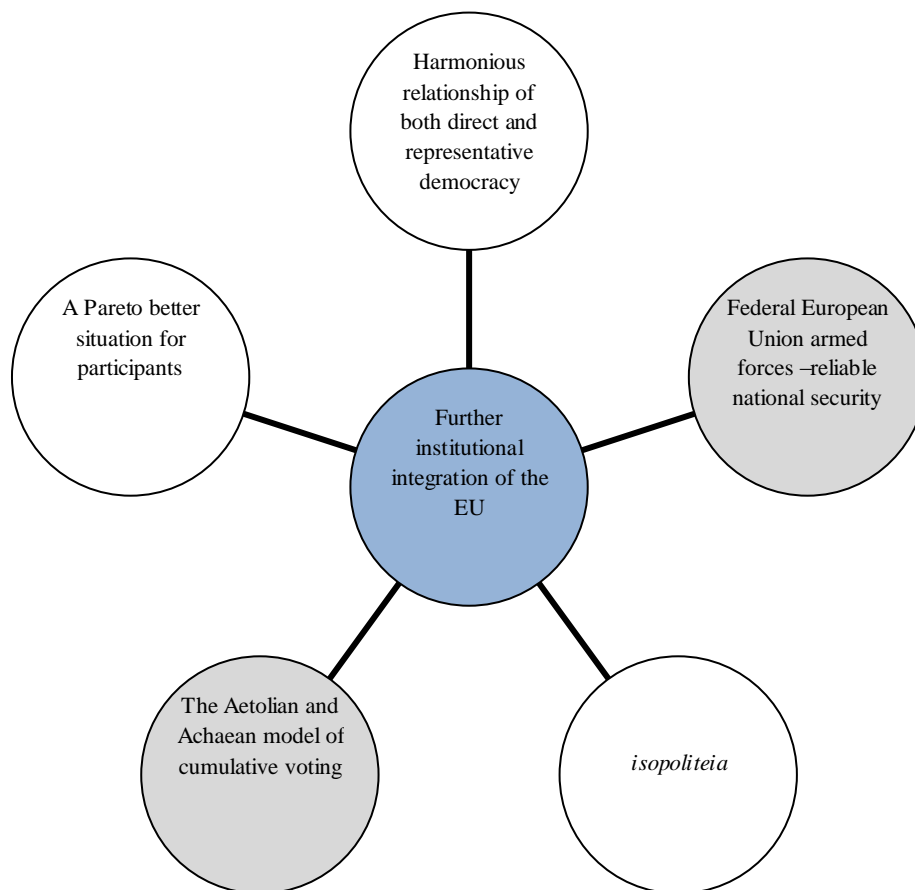 Harmonious
relationship of
both direct and
representative
democracy
A Pareto better
situation for
participants
Federal European
Union armed
forces –reliable
national security
Further
institutional
integration of the
EU
The Aetolian and
Achaean model of
cumulative voting
isopoliteia